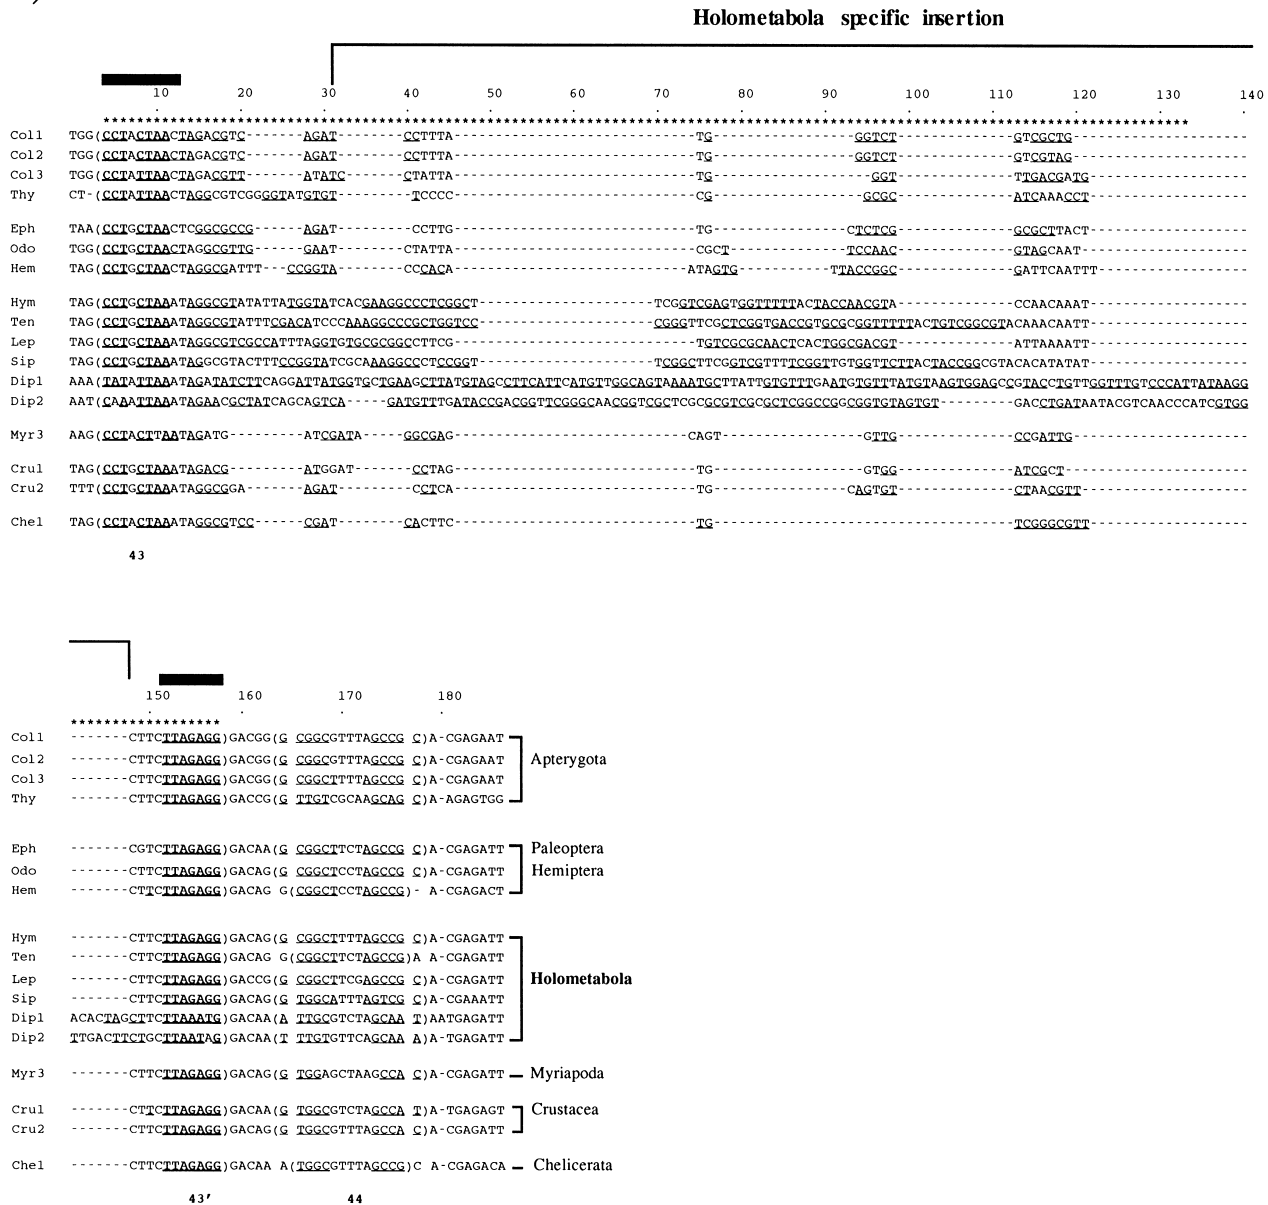 Holometabola specific insertion
10 20 30 40 50 60 70 80 90 100 110 120 130 140
**********************************************************************************************************************************
Col1 TGG(CCTACTAACTAGACGTC-------AGAT--------CCTTTA-----------------------------TG-----------------GGTCT--------------GTCGCTG---------------------
Col2 TGG(CCTACTAACTAGACGTC-------AGAT--------CCTTTA-----------------------------TG-----------------GGTCT--------------GTCGTAG---------------------
Col3 TGG(CCTATTAACTAGACGTT-------ATATC-------CTATTA-----------------------------TG-------------------GGT--------------TTGACGATG-------------------
Thy CT-(CCTATTAACTAGGCGTCGGGGTATGTGT---------TCCCC-----------------------------CG------------------GCGC--------------ATCAAACCT-------------------
Eph TAA(CCTGCTAACTCGGCGCCG------AGAT---------CCTTG-----------------------------TG----------------CTCTCG--------------GCGCTTACT-------------------
Odo TGG(CCTGCTAACTAGGCGTTG------GAAT--------CTATTA-----------------------------CGCT--------------TCCAAC--------------GTAGCAAT--------------------
Hem TAG(CCTGCTAACTAGGCGATTT---CCGGTA--------CCCACA----------------------------ATAGTG-----------TTACCGGC--------------GATTCAATTT------------------
Hym TAG(CCTGCTAAATAGGCGTATATTATGGTATCACGAAGGCCCTCGGCT---------------------TCGGTCGAGTGGTTTTTACTACCAACGTA--------------CCAACAAAT-------------------
Ten TAG(CCTGCTAAATAGGCGTATTTCGACATCCCAAAGGCCCGCTGGTCC---------------------CGGGTTCGCTCGGTGACCGTGCGCGGTTTTTACTGTCGGCGTACAAACAATT-------------------
Lep TAG(CCTGCTAAATAGGCGTCGCCATTTAGGTGTGCGCGGCCTTCG-----------------------------TGTCGCGCAACTCACTGGCGACGT--------------ATTAAAATT-------------------
Sip TAG(CCTGCTAAATAGGCGTACTTTCCGGTATCGCAAAGGCCCTCCGGT----------------------TCGGCTTCGGTCGTTTTCGGTTGTGGTTCTTACTACCGGCGTACACATATAT-------------------
Dip1 AAA(TATATTAAATAGATATCTTCAGGATTATGGTGCTGAAGCTTATGTAGCCTTCATTCATGTTGGCAGTAAAATGCTTATTGTGTTTGAATGTGTTTATGTAAGTGGAGCCGTACCTGTTGGTTTGTCCCATTATAAGG
Dip2 AAT(CAAATTAAATAGAACGCTATCAGCAGTCA-----GATGTTTGATACCGACGGTTCGGGCAACGGTCGCTCGCGCGTCGCGCTCGGCCGGCGGTGTAGTGT---------GACCTGATAATACGTCAACCCATCGTGG
Myr3 AAG(CCTACTTAATAGATG---------ATCGATA-----GGCGAG----------------------------CAGT-----------------GTTG--------------CCGATTG---------------------
Cru1 TAG(CCTGCTAAATAGACG---------ATGGAT-------CCTAG-----------------------------TG------------------GTGG--------------ATCGCT----------------------
Cru2 TTT(CCTGCTAAATAGGCGGA-------AGAT---------CCTCA-----------------------------TG----------------CAGTGT--------------CTAACGTT--------------------
Chel TAG(CCTACTAAATAGGCGTCC------CGAT--------CACTTC-----------------------------TG------------------------------------TCGGGCGTT-------------------
43
150 160 170 180
******************
Col1 -------CTTCTTAGAGG)GACGG(G CGGCGTTTAGCCG C)A-CGAGAAT
Col2 -------CTTCTTAGAGG)GACGG(G CGGCGTTTAGCCG C)A-CGAGAAT Apterygota
Col3 -------CTTCTTAGAGG)GACGG(G CGGCTTTTAGCCG C)A-CGAGAAT
Thy -------CTTCTTAGAGG)GACCG(G TTGTCGCAAGCAG C)A-AGAGTGG
Eph -------CGTCTTAGAGG)GACAA(G CGGCTTCTAGCCG C)A-CGAGATT Paleoptera
Odo -------CTTCTTAGAGG)GACAG(G CGGCTCCTAGCCG C)A-CGAGATT Hemiptera
Hem -------CTTCTTAGAGG)GACAG G(CGGCTCCTAGCCG)- A-CGAGACT
Hym -------CTTCTTAGAGG)GACAG(G CGGCTTTTAGCCG C)A-CGAGATT
Ten -------CTTCTTAGAGG)GACAG G(CGGCTTCTAGCCG)A A-CGAGATT
Lep -------CTTCTTAGAGG)GACCG(G CGGCTTCGAGCCG C)A-CGAGATT Holometabola
Sip -------CTTCTTAGAGG)GACAG(G TGGCATTTAGTCG C)A-CGAAATT
Dip1 ACACTAGCTTCTTAAATG)GACAA(A TTGCGTCTAGCAA T)AATGAGATT
Dip2 TTGACTTCTGCTTAATAG)GACAA(T TTGTGTTCAGCAA A)A-TGAGATT
Myr3 -------CTTCTTAGAGG)GACAG(G TGGAGCTAAGCCA C)A-CGAGATT Myriapoda
Cru1 -------CTTCTTAGAGG)GACAA(G TGGCGTCTAGCCA T)A-TGAGAGT Crustacea
Cru2 -------CTTCTTAGAGG)GACAG(G TGGCGTTTAGCCA C)A-CGAGATT
Chel -------CTTCTTAGAGG)GACAA A(TGGCGTTTAGCCG)C A-CGAGACA Chelicerata
43' 44